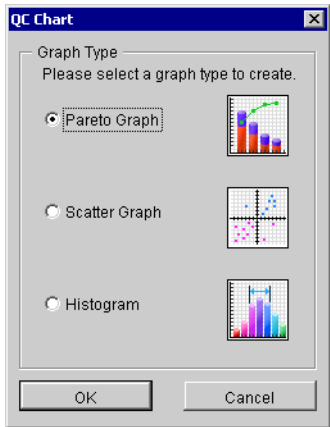 QC Chart
Graph Type
Please select a graph type to create.
Pareto Graph
Scatter Graph
Histogram
OK
Cancel